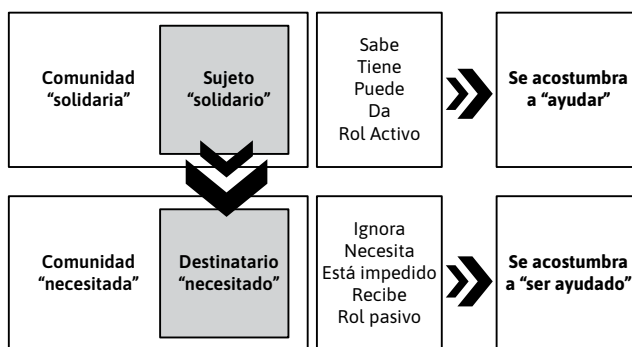 Comunidad
“solidaria”
Sujeto
“solidario”
Sabe
Tiene
Puede
Da
Rol Activo
Se acostumbra
a “ayudar”
Comunidad
“necesitada”
Destinatario
“necesitado”
Ignora
Necesita
Está impedido
Recibe
Rol pasivo
Se acostumbra
a “ser ayudado”